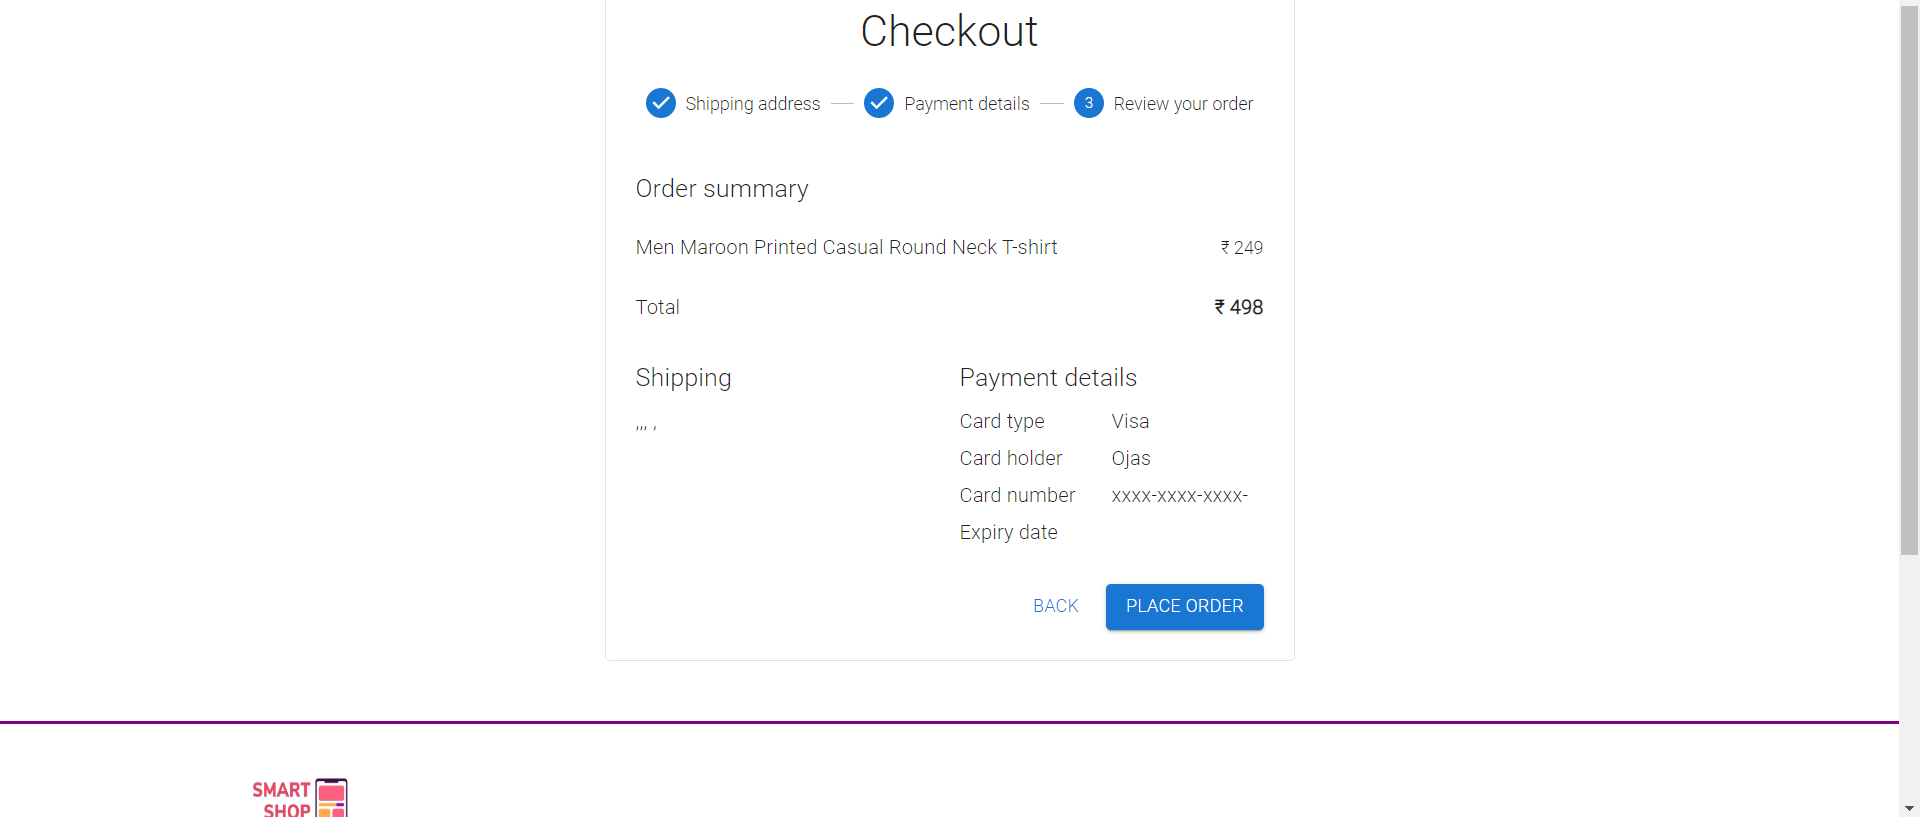 Checkout
Shipping address Payment details 3 Review your order
Order summary
Men Maroon Printed Casual Round Neck T-shirt ₹ 249
Total ₹ 498
Shipping Payment details
,,, , Card type Visa
Card holder Ojas
Card number xxxx-xxxx-xxxx-
Expiry date
BACK PLACE ORDER
SMART
SHOP